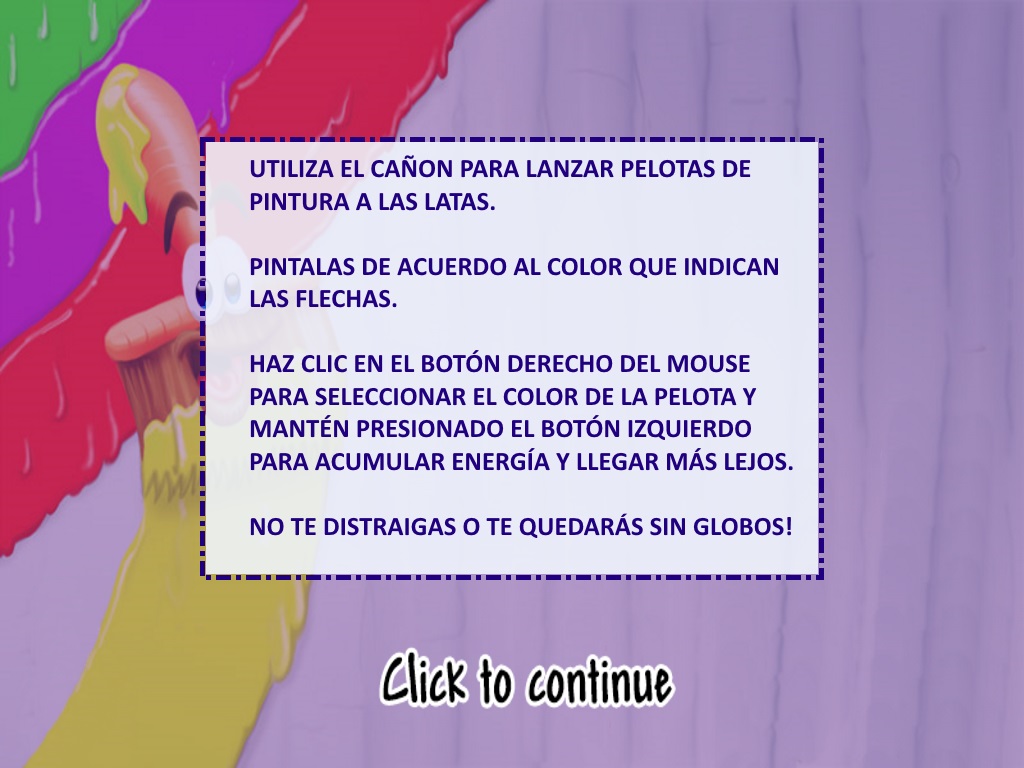 UTILIZA EL CAÑON PARA LANZAR PELOTAS DE
PINTURA A LAS LATAS.
PINTALAS DE ACUERDO AL COLOR QUE INDICAN
LAS FLECHAS.
HAZ CLIC EN EL BOTÓN DERECHO DEL MOUSE
PARA SELECCIONAR EL COLOR DE LA PELOTA Y
MANTÉN PRESIONADO EL BOTÓN IZQUIERDO
PARA ACUMULAR ENERGÍA Y LLEGAR MÁS LEJOS.
NO TE DISTRAIGAS O TE QUEDARÁS SIN GLOBOS!
Click to continue